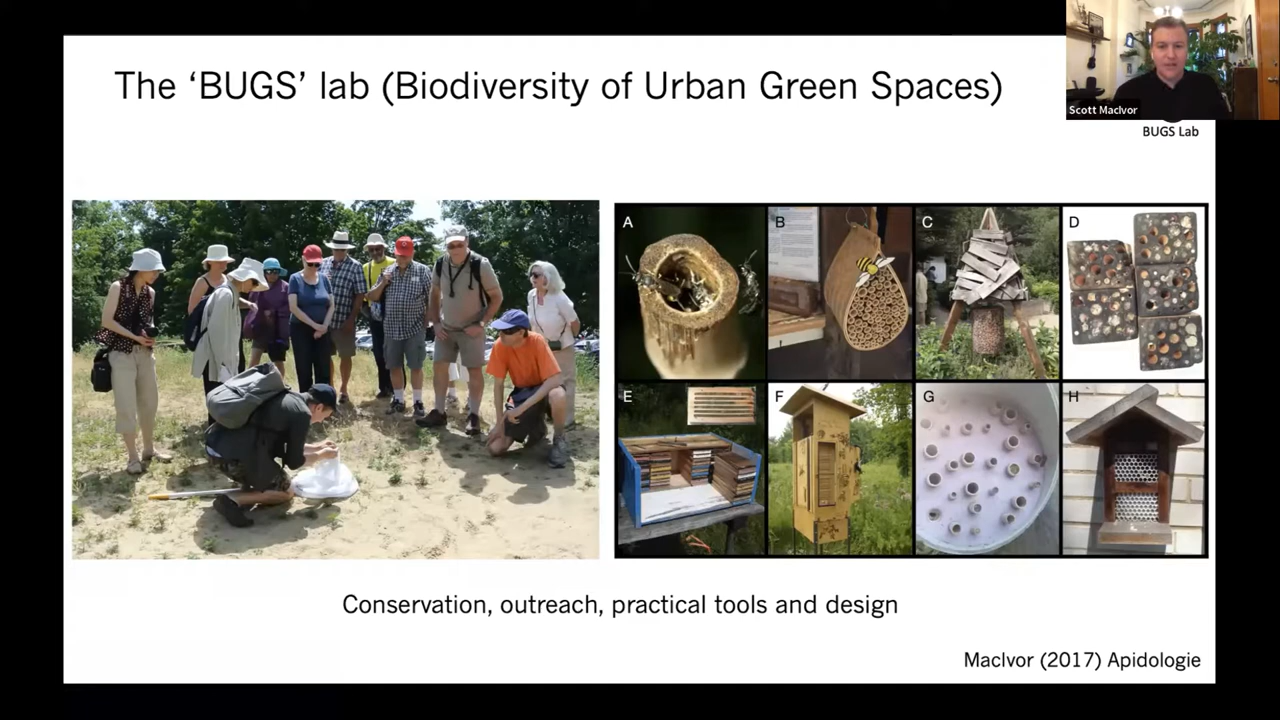 The ‘BUGS’ lab (Biodiversity of Urban Green Spaces)
Scott MacIvor
BUGS Lab
A
B
C
D
E
F
G
H
Conservation, outreach, practical tools and design
MacIvor (2017) Apidologie